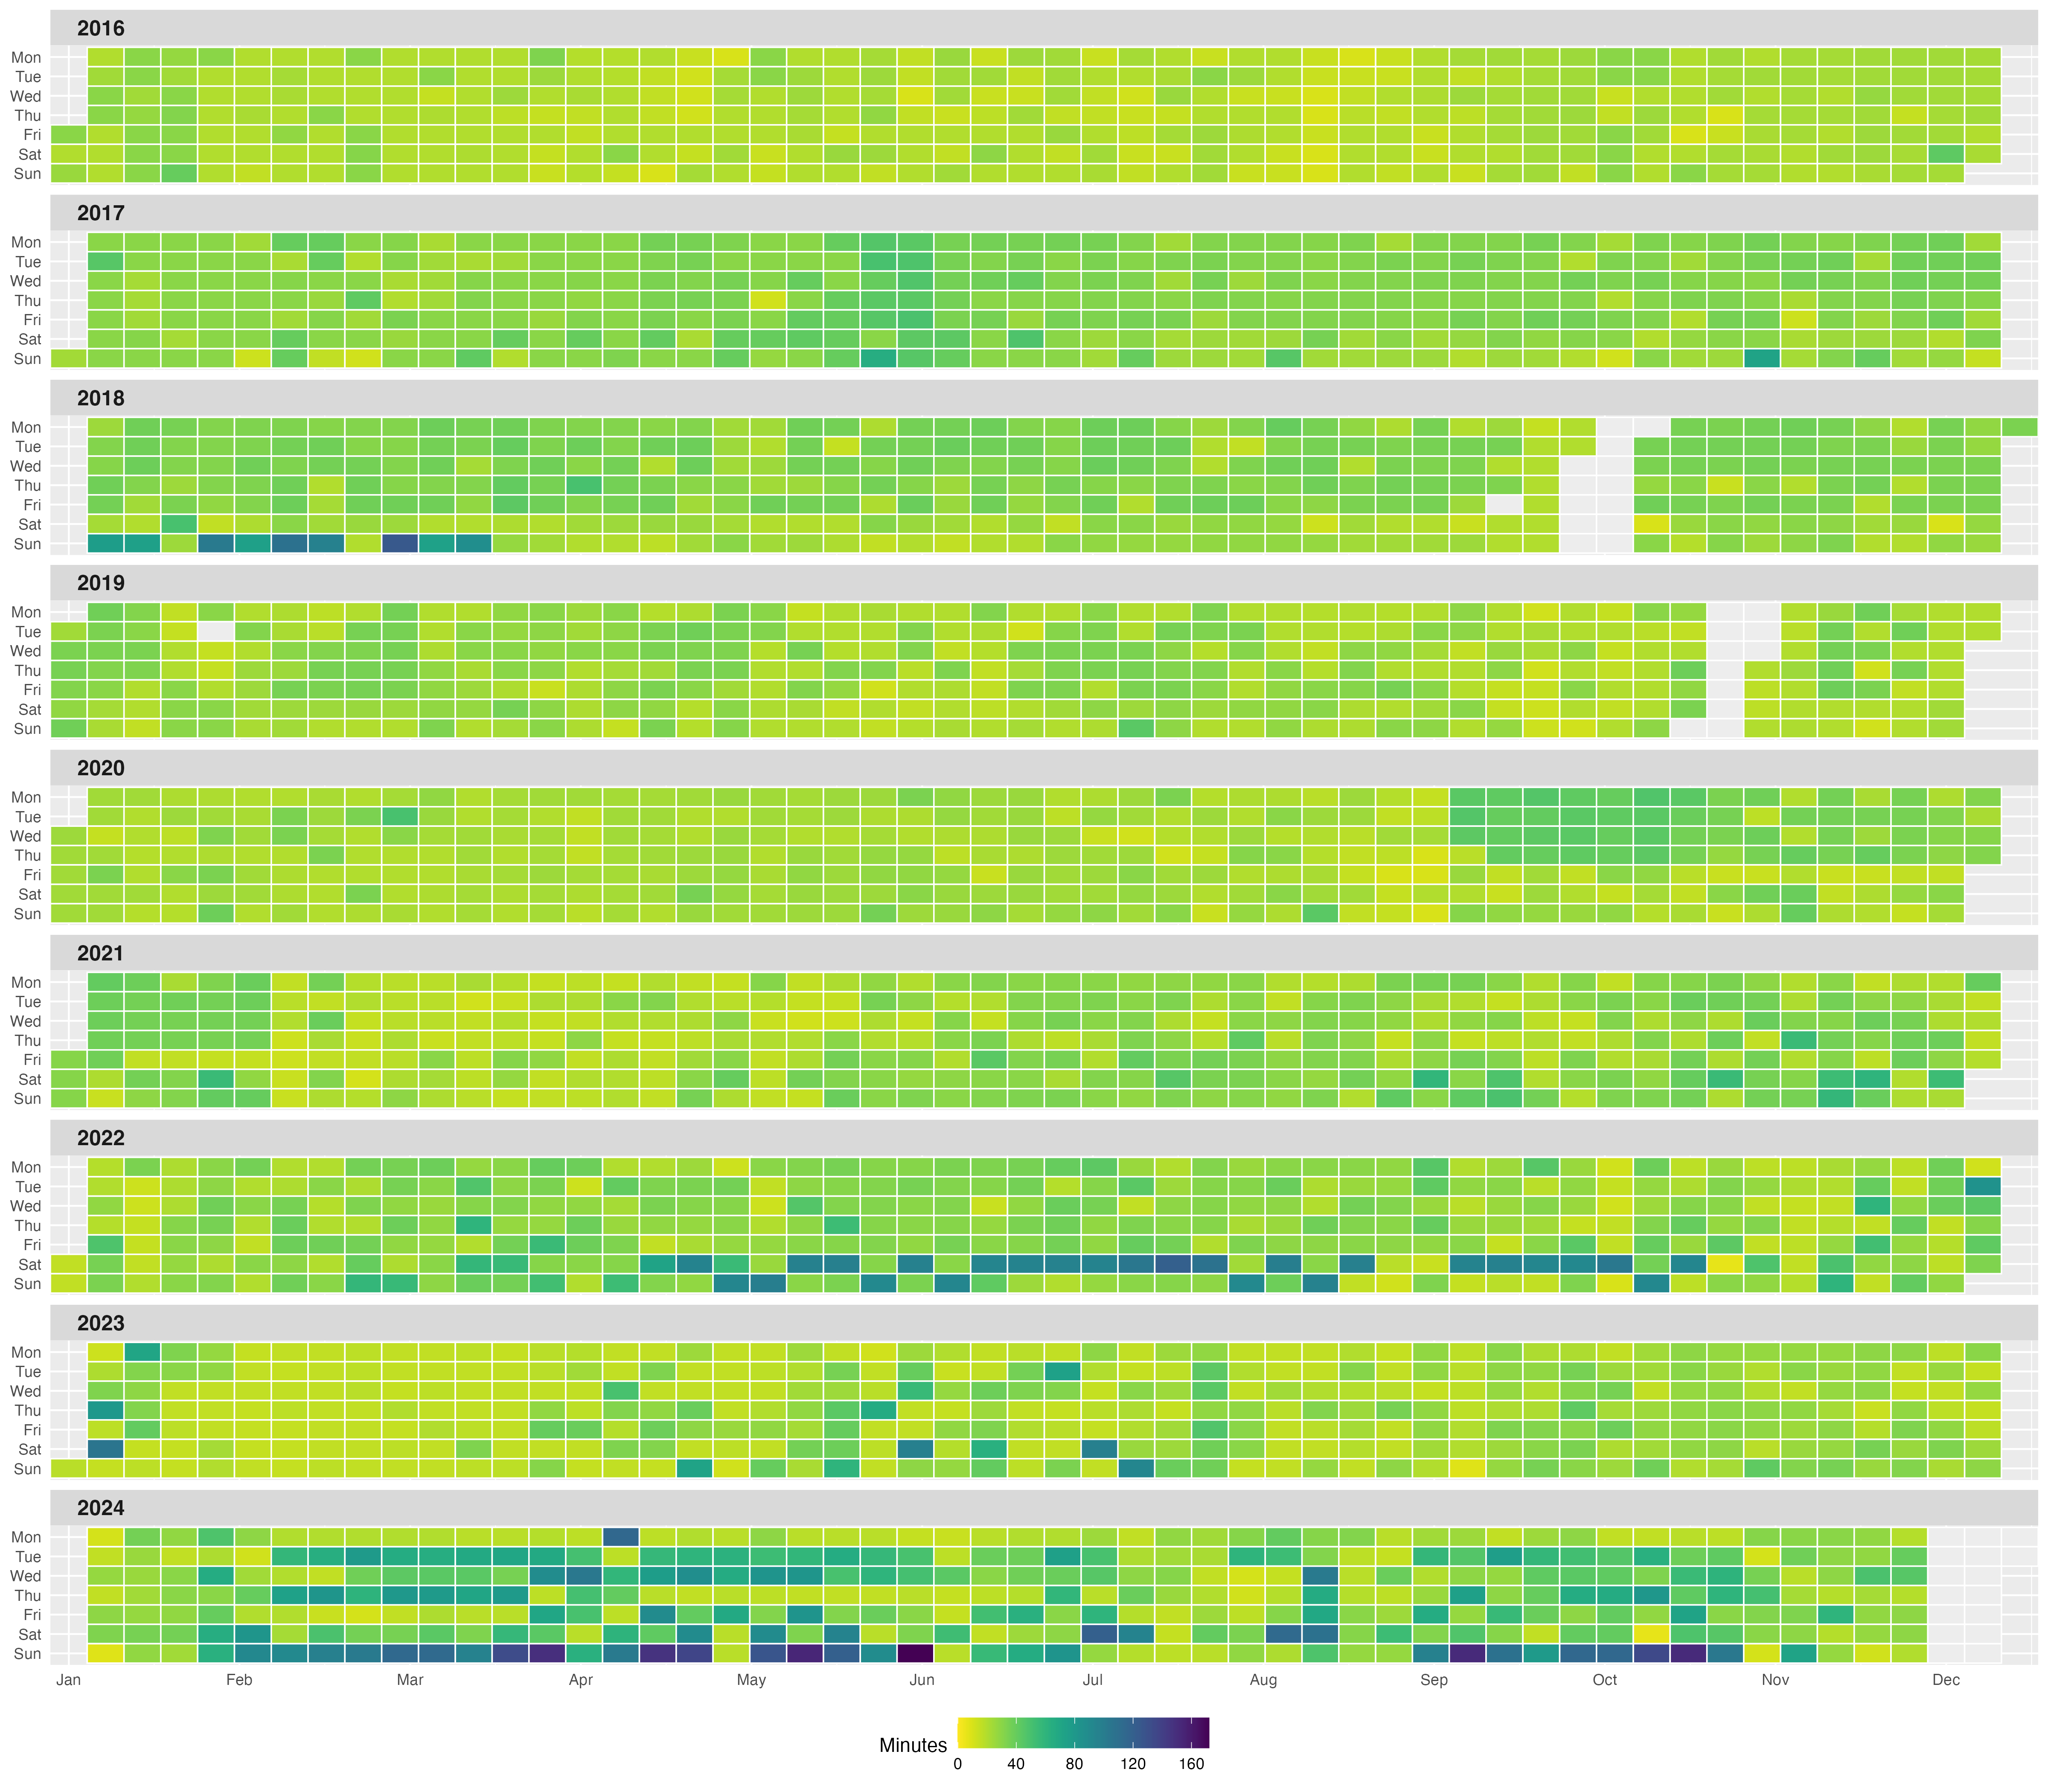 2016
Mon
Tue
Wed
Thu
Fri
Sat
Sun
2017
Mon
Tue
Wed
Thu
Fri
Sat
Sun
2018
Mon
Tue
Wed
Thu
Fri
Sat
Sun
2019
Mon
Tue
Wed
Thu
Fri
Sat
Sun
2020
Mon
Tue
Wed
Thu
Fri
Sat
Sun
2021
Mon
Tue
Wed
Thu
Fri
Sat
Sun
2022
Mon
Tue
Wed
Thu
Fri
Sat
Sun
2023
Mon
Tue
Wed
Thu
Fri
Sat
Sun
2024
Mon
Tue
Wed
Thu
Fri
Sat
Sun
Jan Feb Mar Apr May Jun Jul Aug Sep Oct Nov Dec
Minutes
0 40 80 120 160